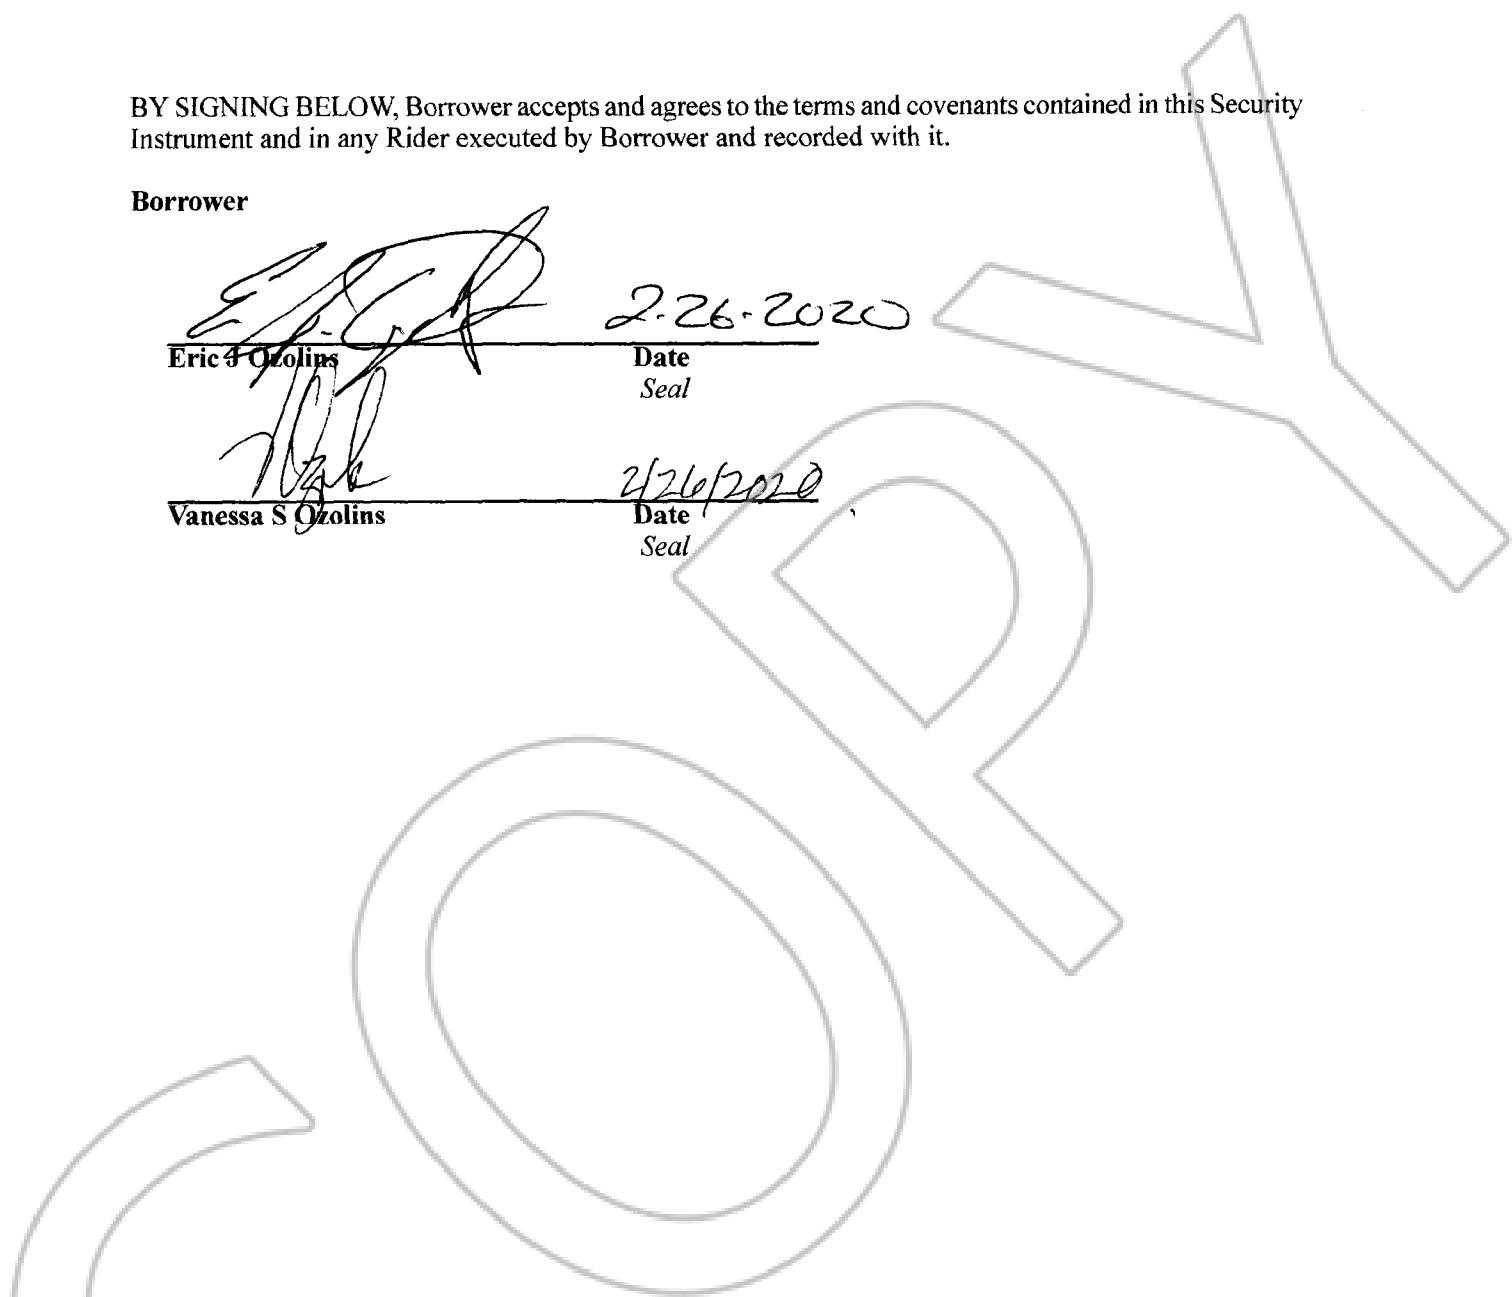 BY SIGNING BELOW, Borrower accepts and agrees to the terms and covenants contained in this Security
Instrument and in any Rider executed by Borrower and recorded with it.
Borrower
2-26-2020
Eric J Ozolins Date
Seal
2/26/2020
Vanessa S Ozolins Date
Seal
COPY